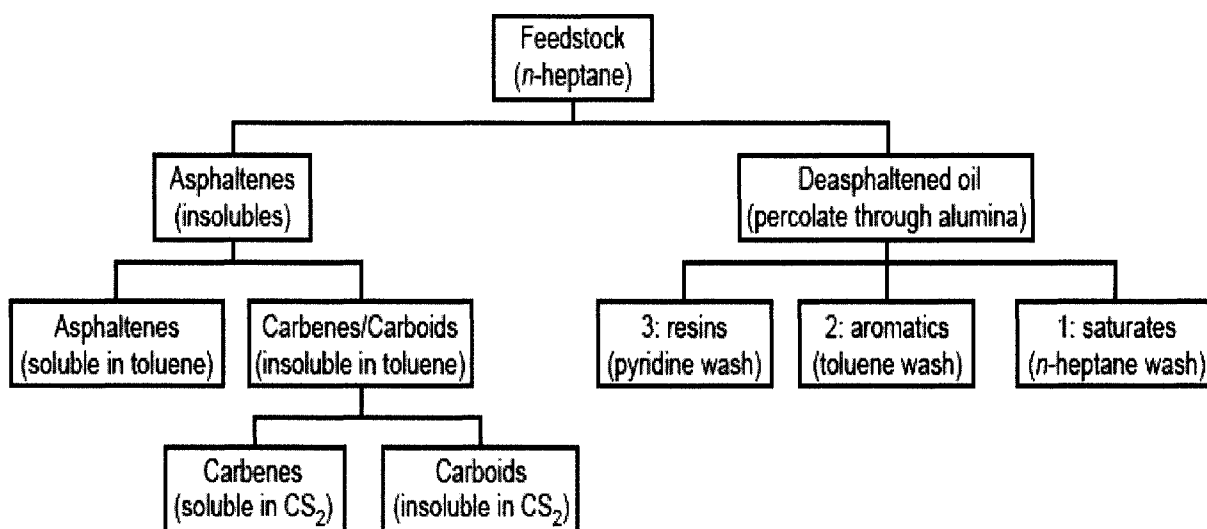 Feedstock
(n-heptane)
Asphaltenes
(insolubles)
Deasphaltened oil
(percolate through alumina)
Asphaltenes
(soluble in toluene)
Carbenes/Carboids
(insoluble in toluene)
3: resins
(pyridine wash)
2: aromatics
(toluene wash)
1: saturates
(n-heptane wash)
Carbenes
(soluble in CS₂)
Carboids
(insoluble in CS₂)